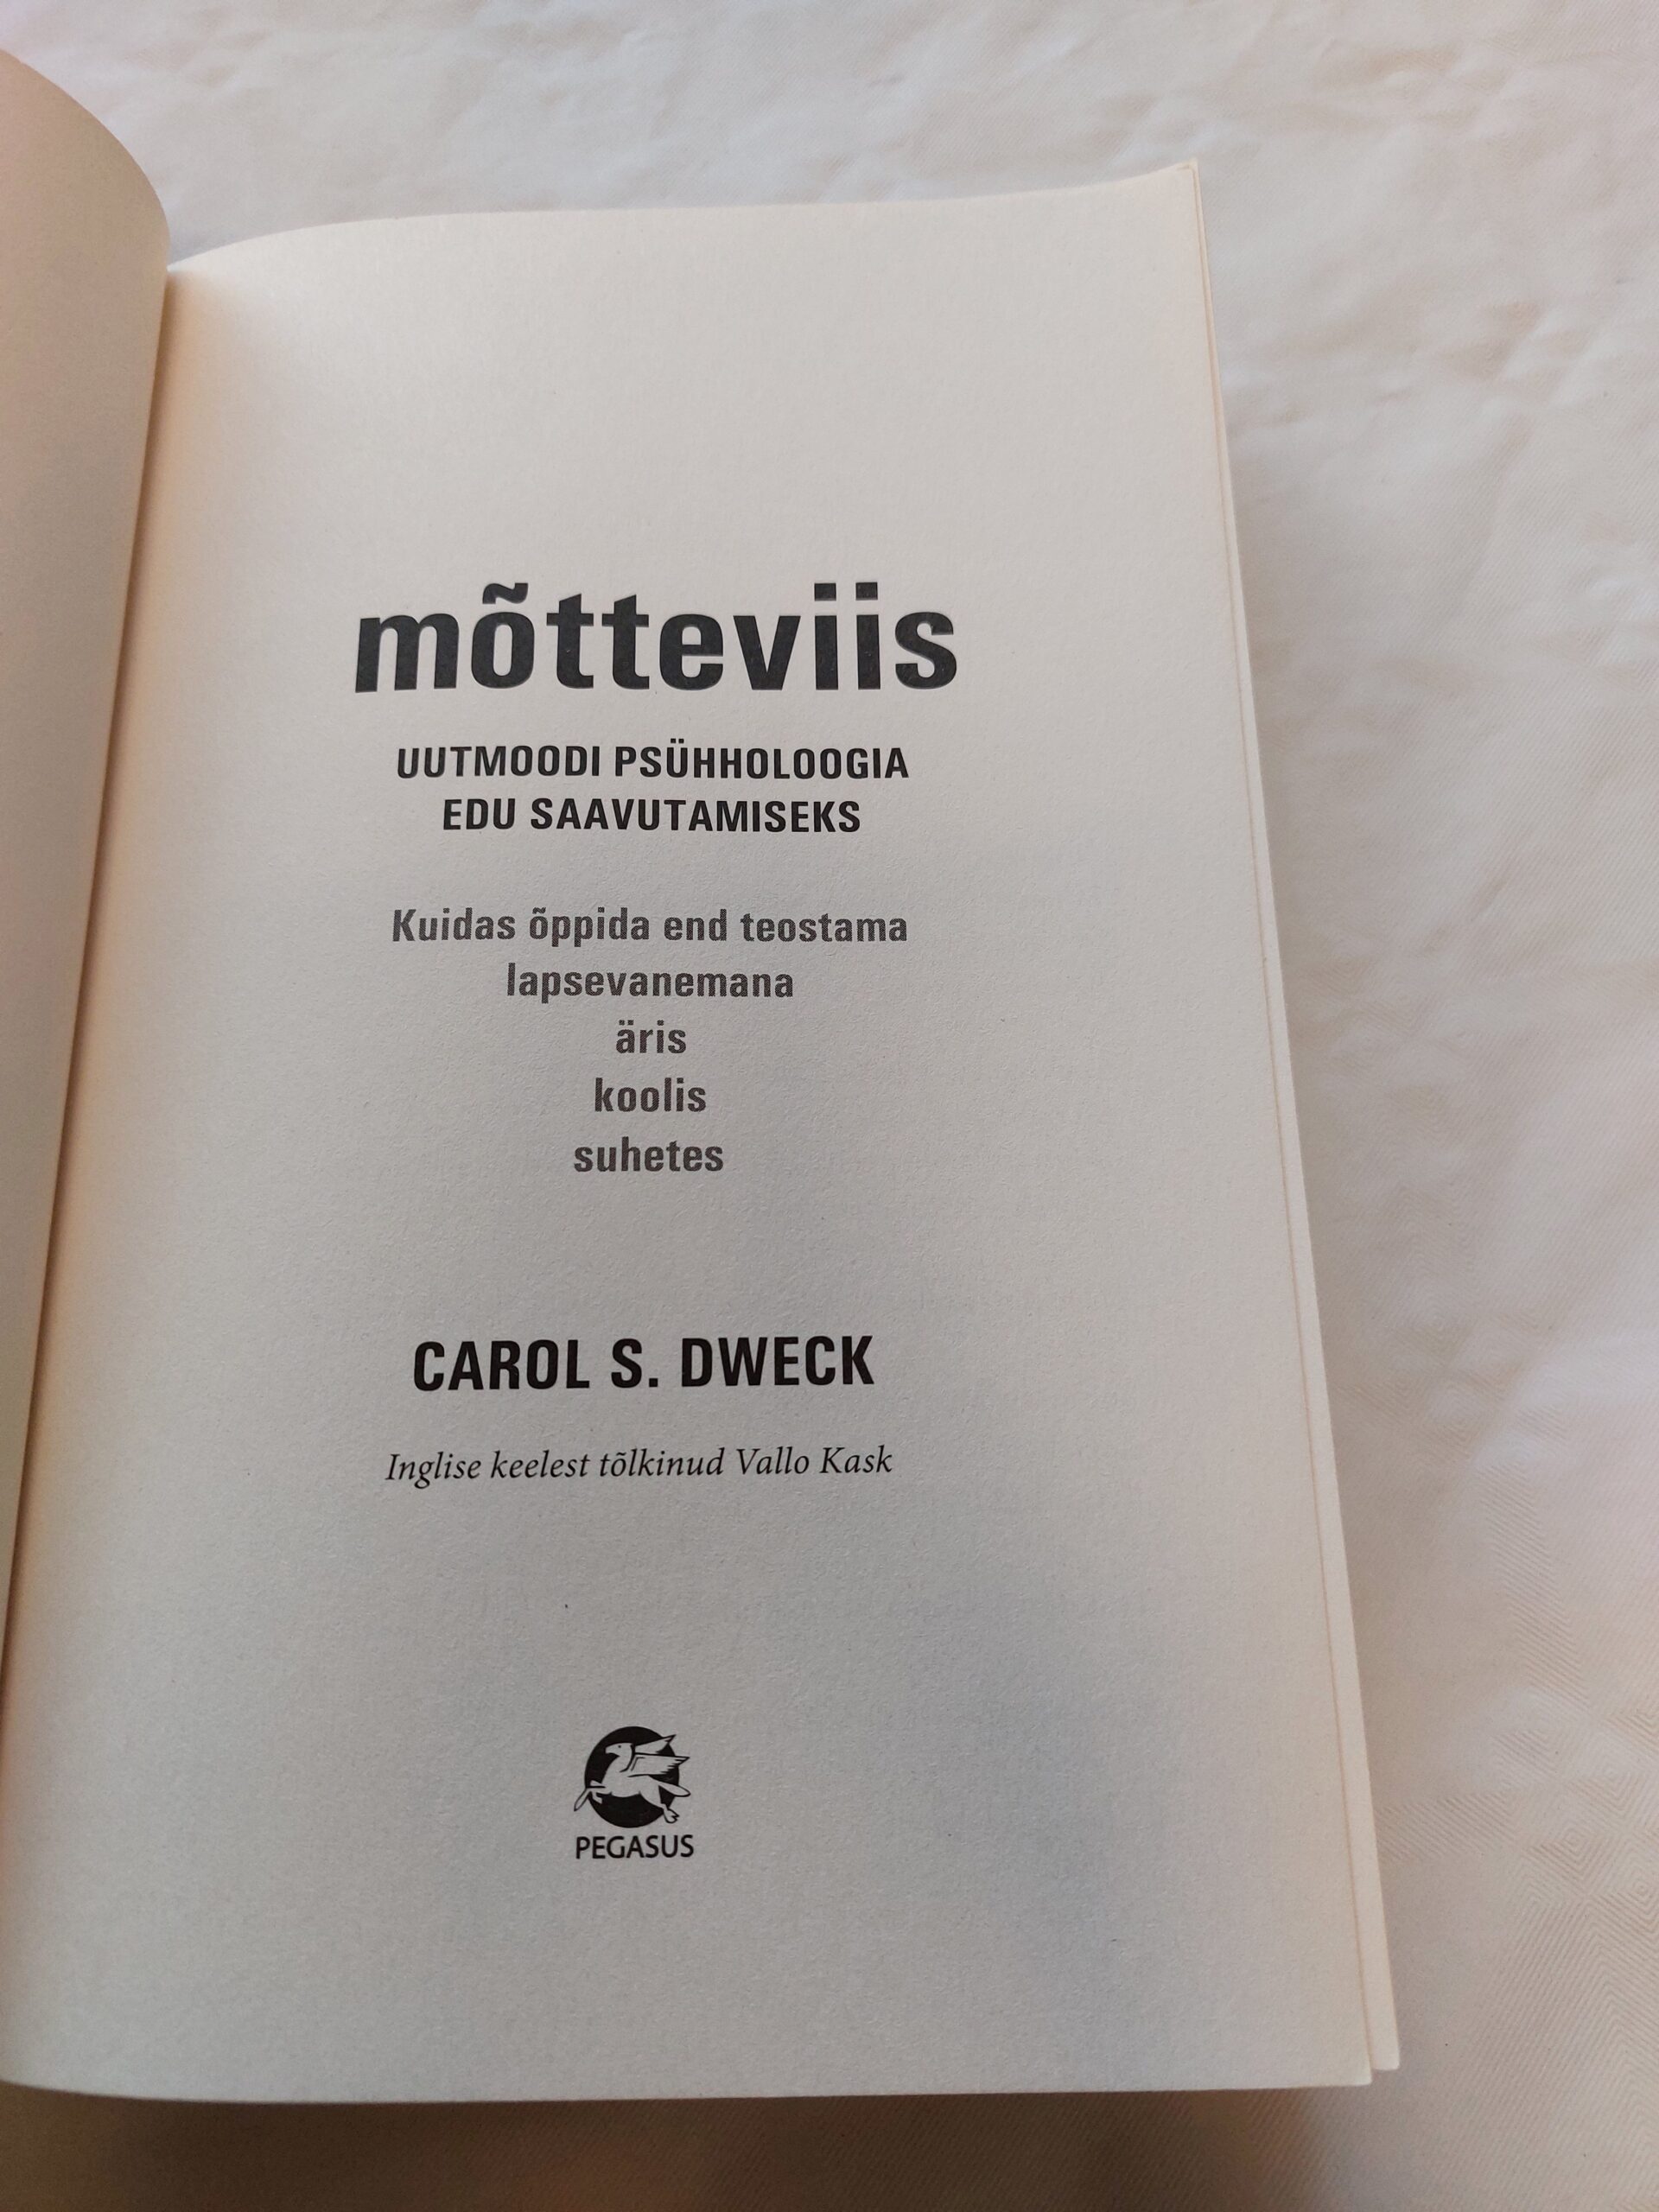 mõtteviis
UUTMOODI PSÜHHOLOOGIA
EDU SAAVUTAMISEKS
Kuidas õppida end teostama
lapsevanemana
äris
koolis
suhetes
CAROL S. DWECK
Inglise keelest tõlkinud Vallo Kask
PEGASUS